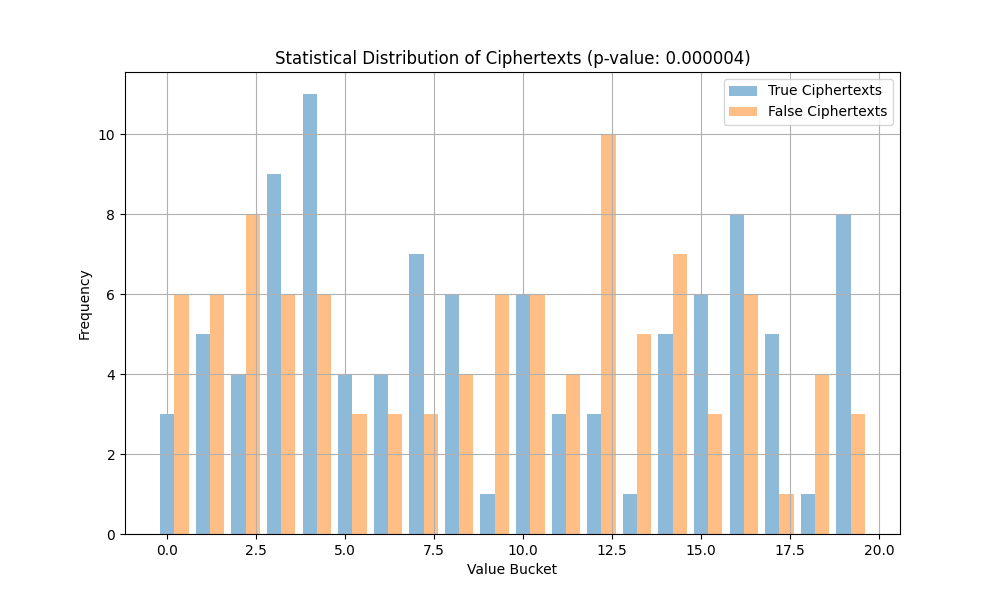 Statistical Distribution of Ciphertexts (p-value: 0.000004)
True Ciphertexts
False Ciphertexts
Frequency
10
8
6
4
2
0
0.0 2.5 5.0 7.5 10.0 12.5 15.0 17.5 20.0
Value Bucket